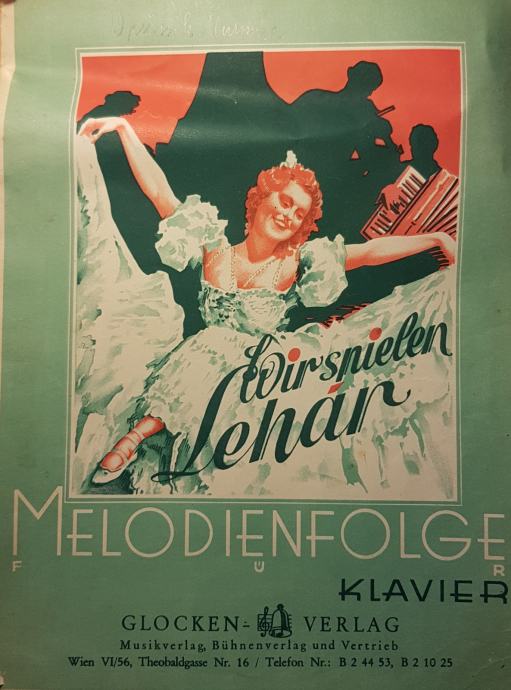 Wir spielen
Lehár
MELODIENFOLGE
FÜR
KLAVIER
GLOCKEN- VERLAG
Musikverlag, Bühnenverlag und Vertrieb
Wien VI/56, Theobaldgasse Nr. 16 / Telefon Nr.: B 2 44 53, B 2 10 25